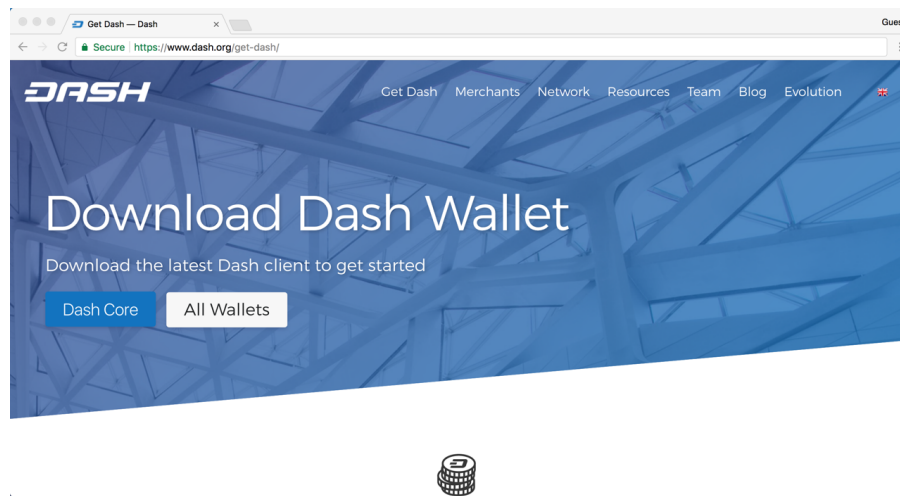 Get Dash — Dash
Secure https://www.dash.org/get-dash/
DASH
Get Dash Merchants Network Resources Team Blog Evolution
Download Dash Wallet
Download the latest Dash client to get started
Dash Core All Wallets